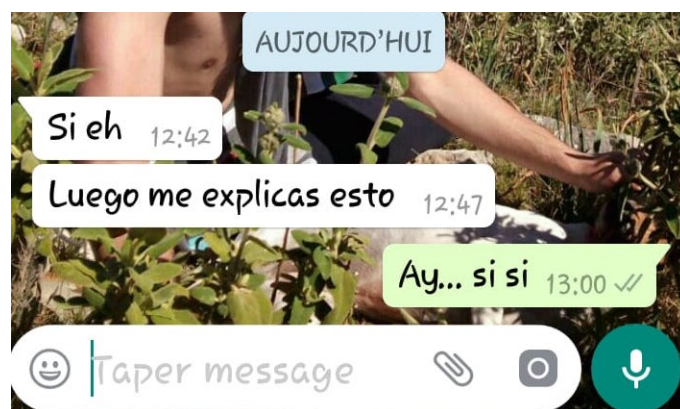 AUJOURD'HUI
Si eh 12:42
Luego me explicas esto 12:47
Ay... si si 13:00
Taper message